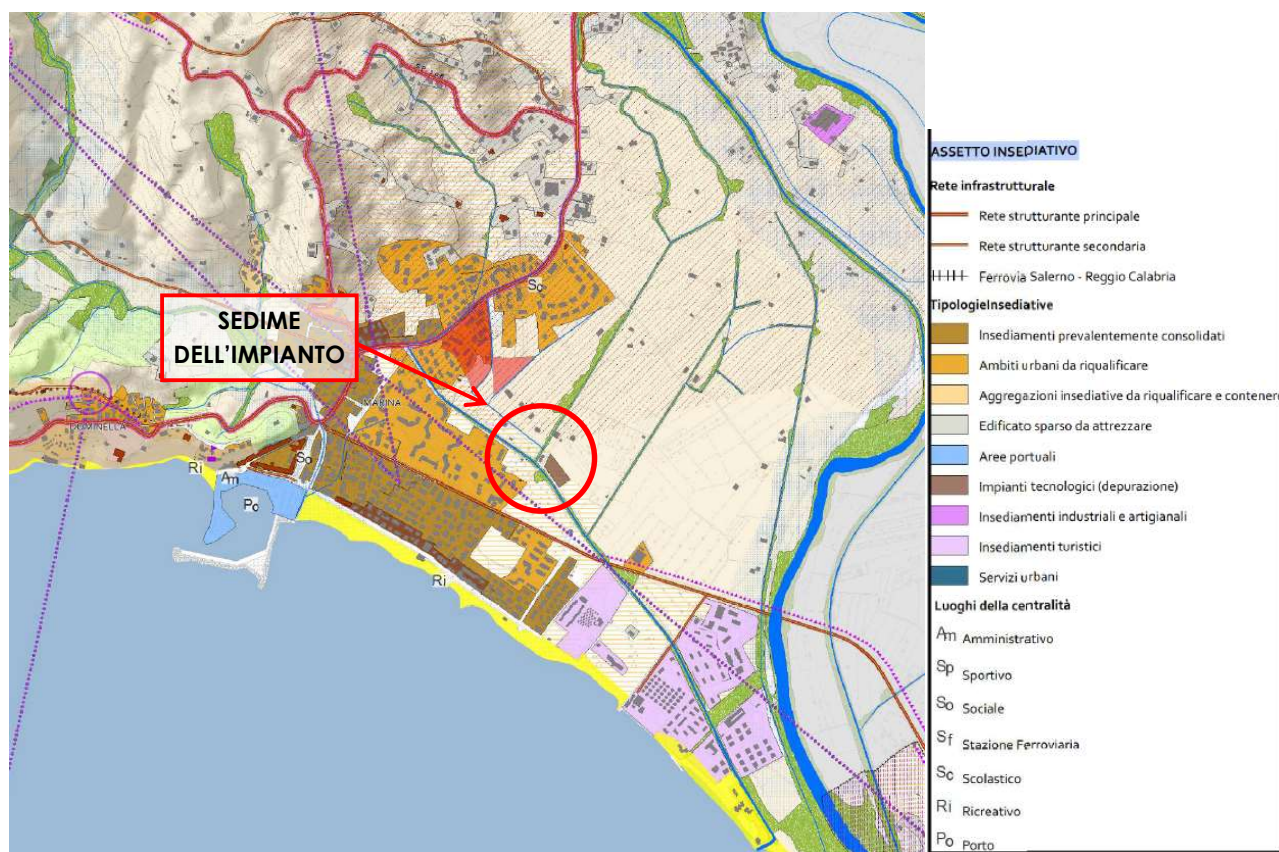 Sc
SEDIME
DELL'IMPIANTO
MARINA
So
Ri
Am
Po
Ri
ASSETTO INSEDIATIVO
Rete infrastrutturale
Rete strutturante principale
Rete strutturante secondaria
Ferrovia Salerno - Reggio Calabria
TipologieInsediative
Insediamenti prevalentemente consolidati
Ambiti urbani da riqualificare
Aggregazioni insediative da riqualificare e contenere
Edificato sparso da attrezzare
Aree portuali
Impianti tecnologici (depurazione)
Insediamenti industriali e artigianali
Insediamenti turistici
Servizi urbani
Luoghi della centralità
Am Amministrativo
Sp Sportivo
So Sociale
Sf Stazione Ferroviaria
Sc Scolastico
Ri Ricreativo
Po Porto